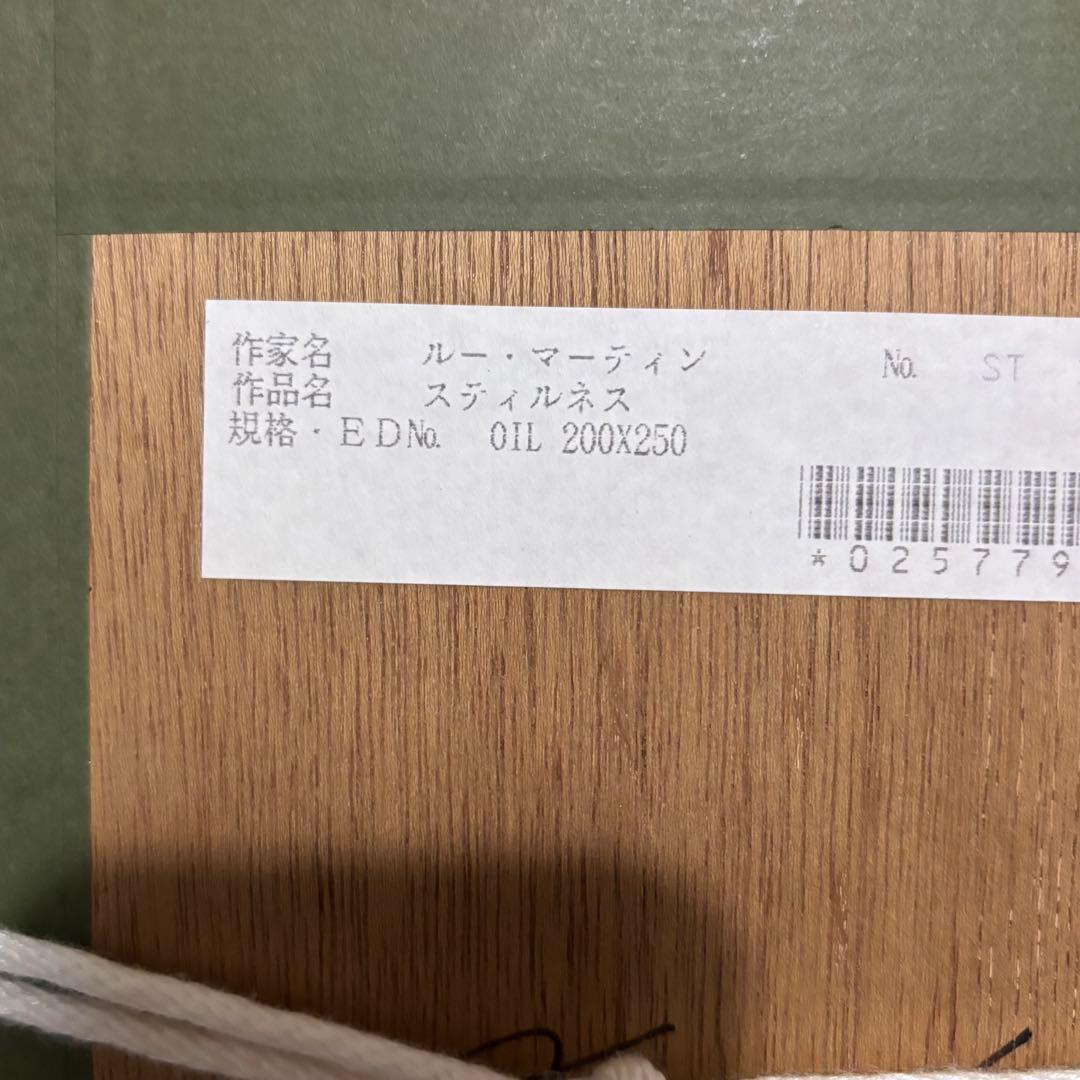 作家名 ルー・マーティン No. ST
作品名 スティルネス
規格・EDNo. OIL 200X250
*025779